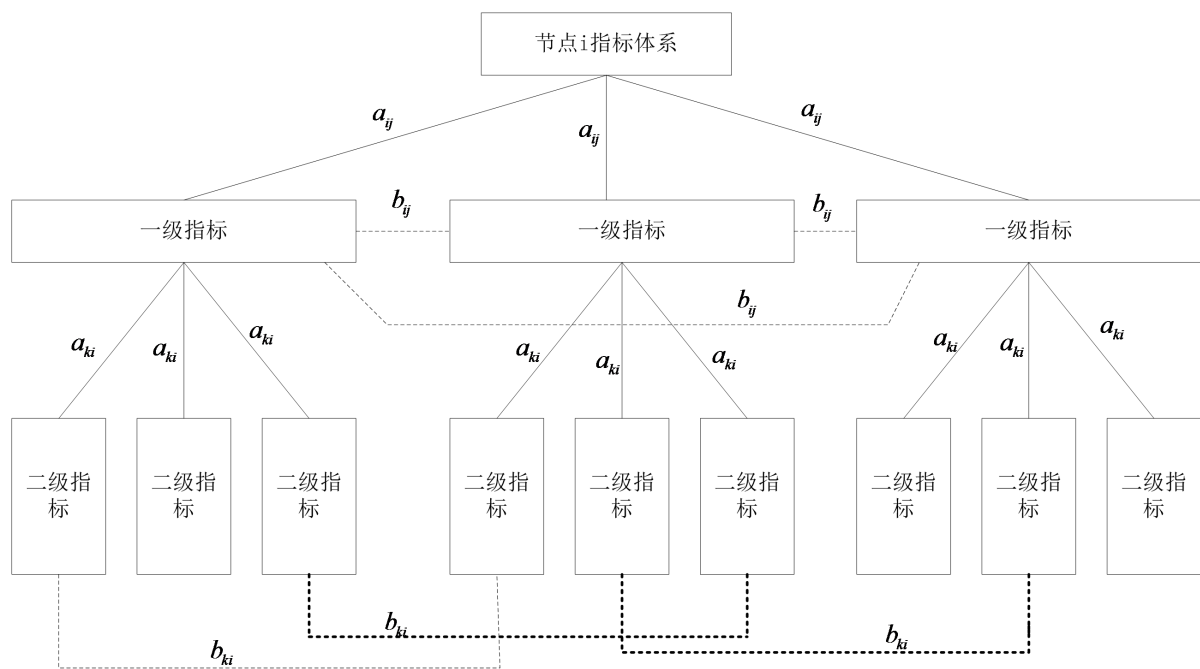 节点i指标体系
a_ij
a_ij
a_ij
一级指标
b_ij
一级指标
b_ij
一级指标
b_ij
a_ki
a_ki
a_ki
a_ki
a_ki
a_ki
a_ki
a_ki
a_ki
二级指
标
二级指
标
二级指
标
二级指
标
二级指
标
二级指
标
二级指
标
二级指
标
二级指
标
b_ki
b_ki
b_ki